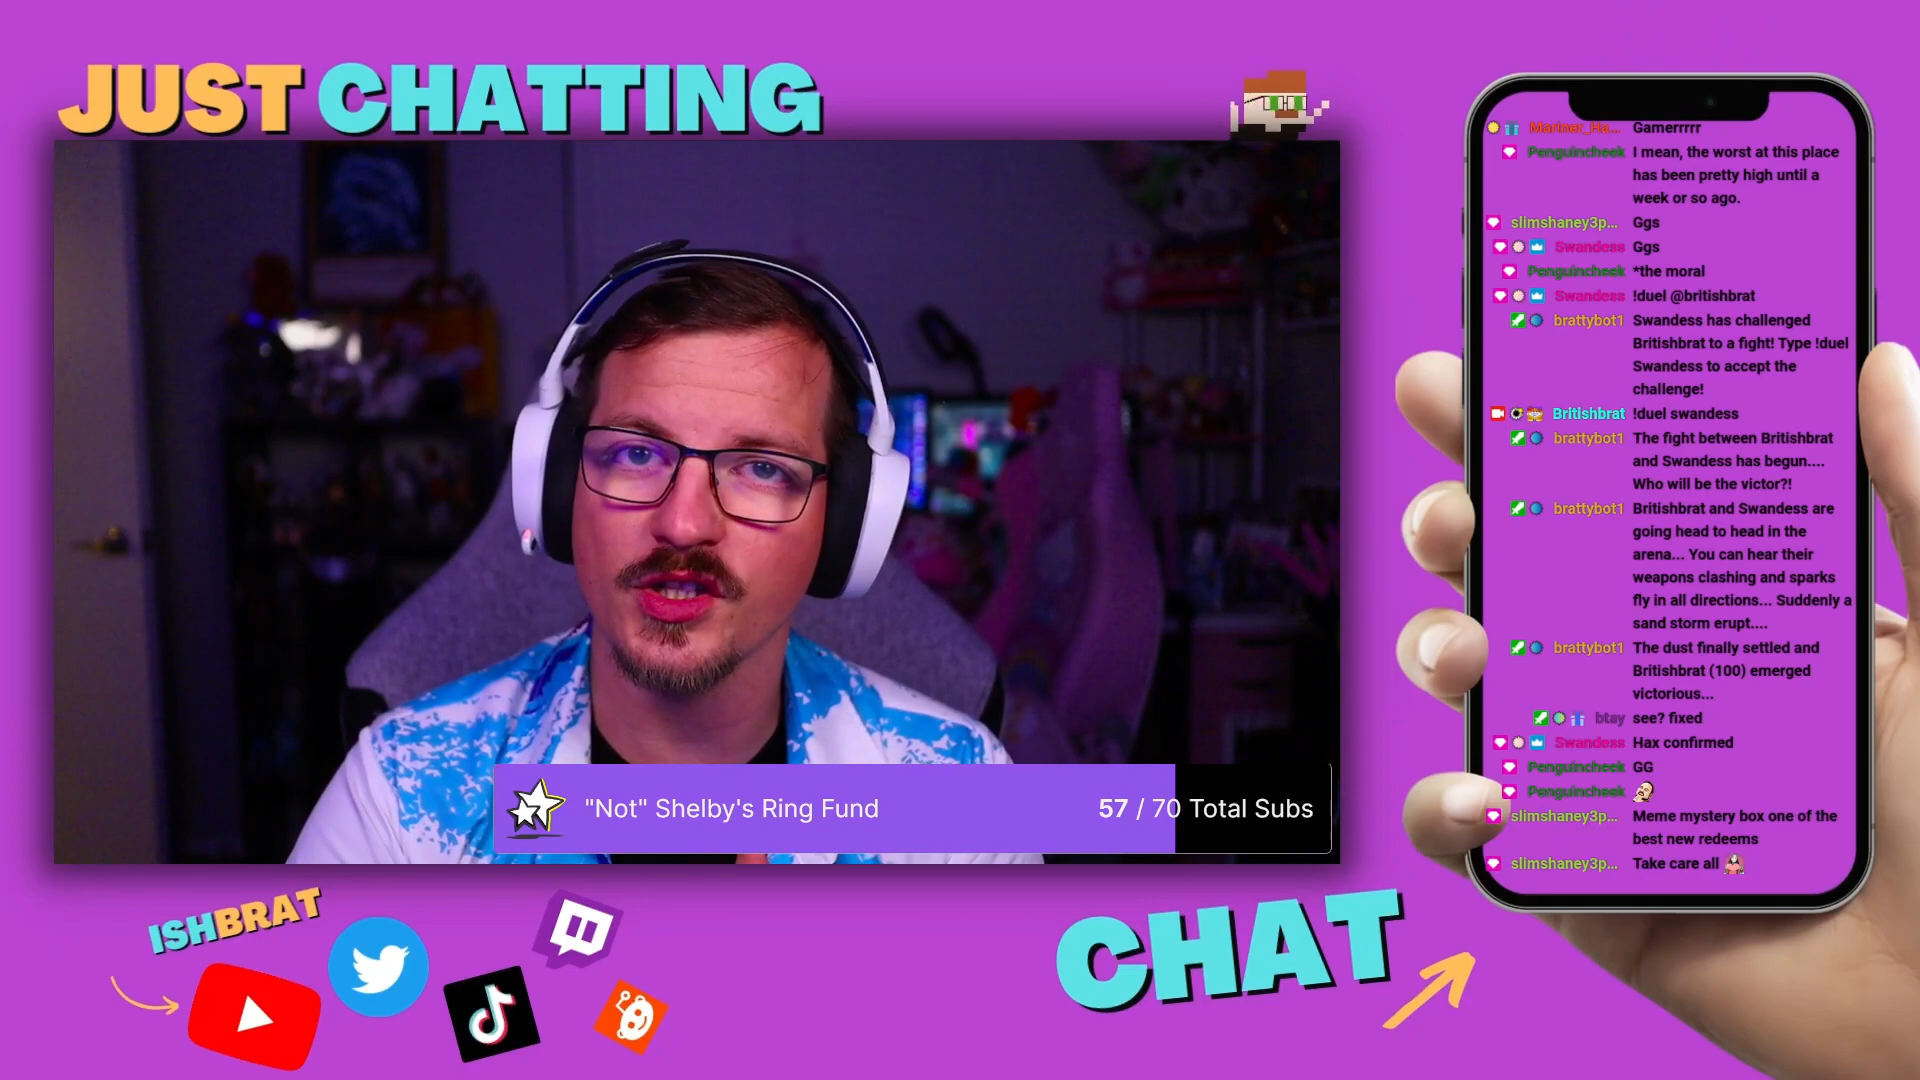 JUST CHATTING
"Not" Shelby's Ring Fund
57 / 70 Total Subs
ISHBRAT
CHAT
Mariner_Ha... Gamerrrrr
Penguincheek I mean, the worst at this place
has been pretty high until a
week or so ago.
slimshaney3p... Ggs
Swandess Ggs
Penguincheek *the moral
Swandess !duel @britishbrat
brattybot1 Swandess has challenged
Britishbrat to a fight! Type !duel
Swandess to accept the
challenge!
Britishbrat !duel swandess
brattybot1 The fight between Britishbrat
and Swandess has begun....
Who will be the victor?!
brattybot1 Britishbrat and Swandess are
going head to head in the
arena... You can hear their
weapons clashing and sparks
fly in all directions... Suddenly a
sand storm erupt....
brattybot1 The dust finally settled and
Britishbrat (100) emerged
victorious...
btay see? fixed
Swandess Hax confirmed
Penguincheek GG
Penguincheek
slimshaney3p... Meme mystery box one of the
best new redeems
slimshaney3p... Take care all